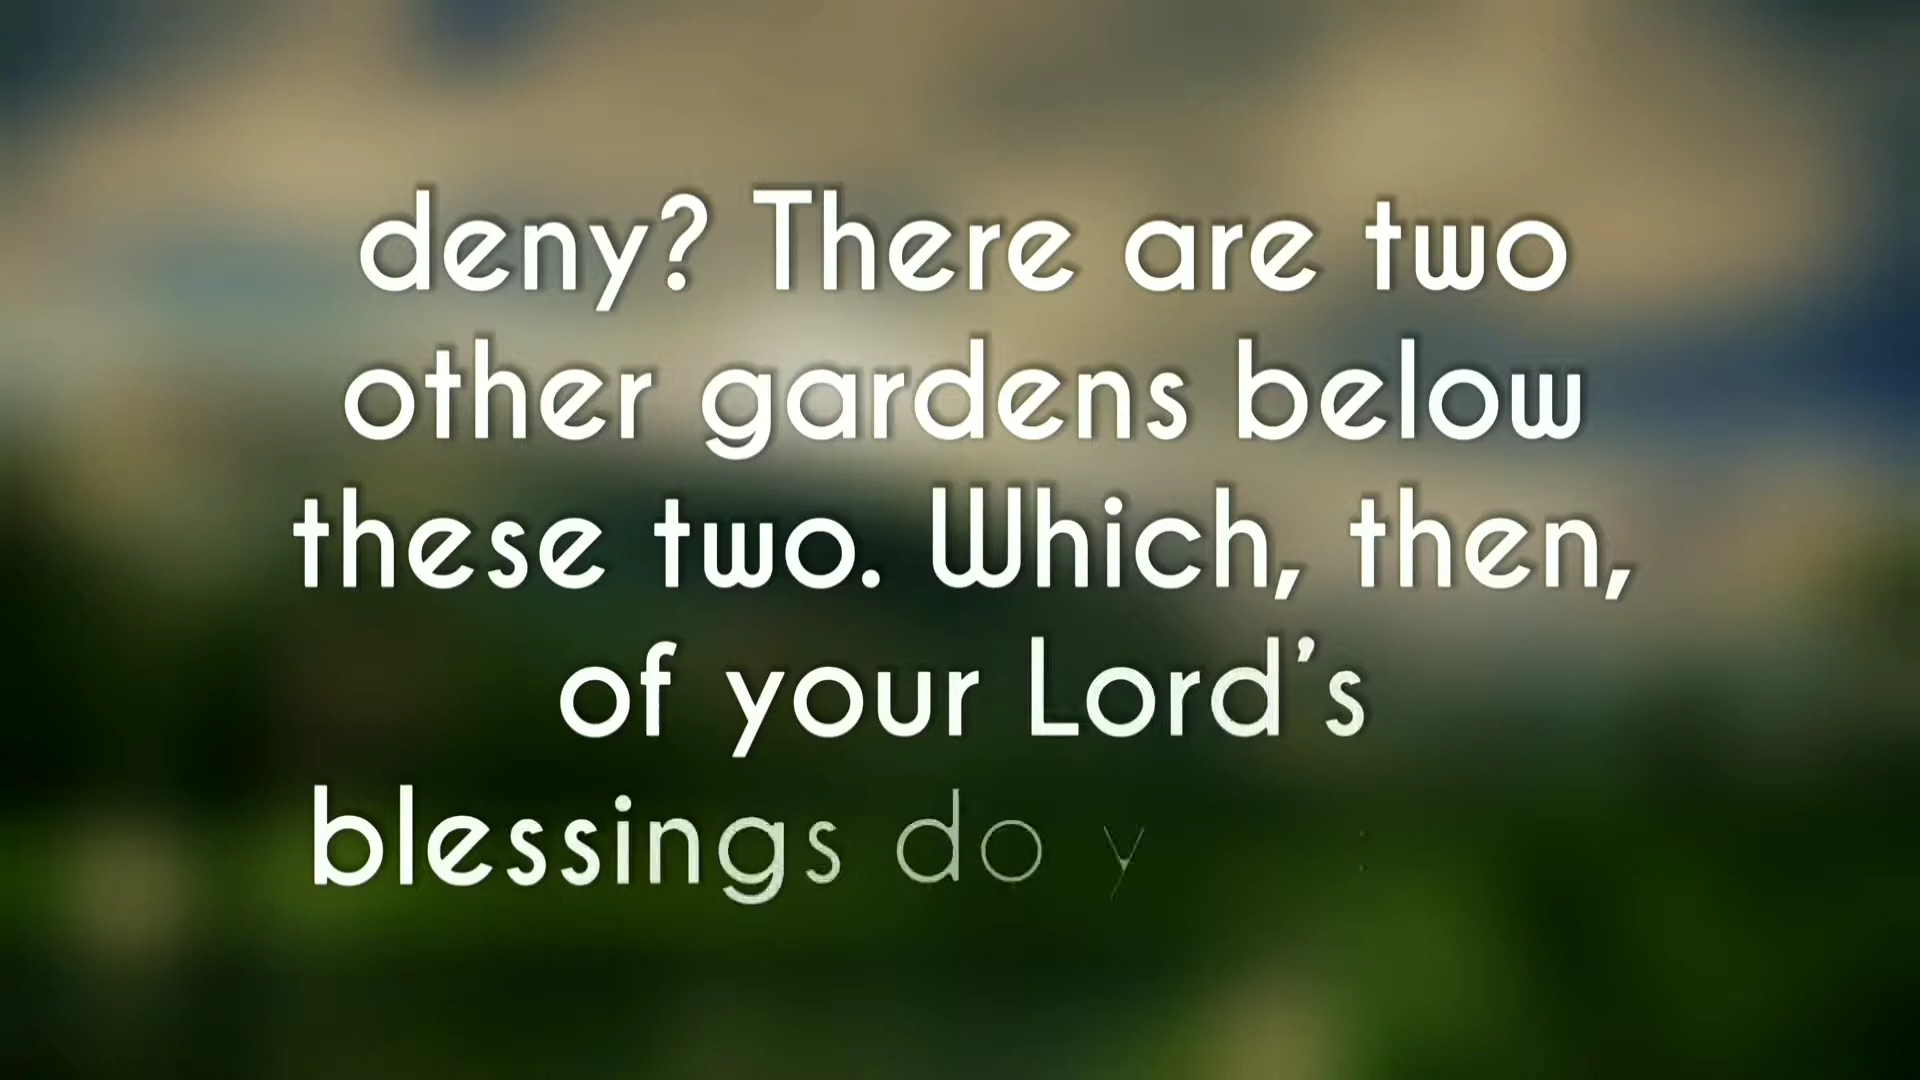 deny? There are two
other gardens below
these two. Which, then,
of your Lord's
blessings do y